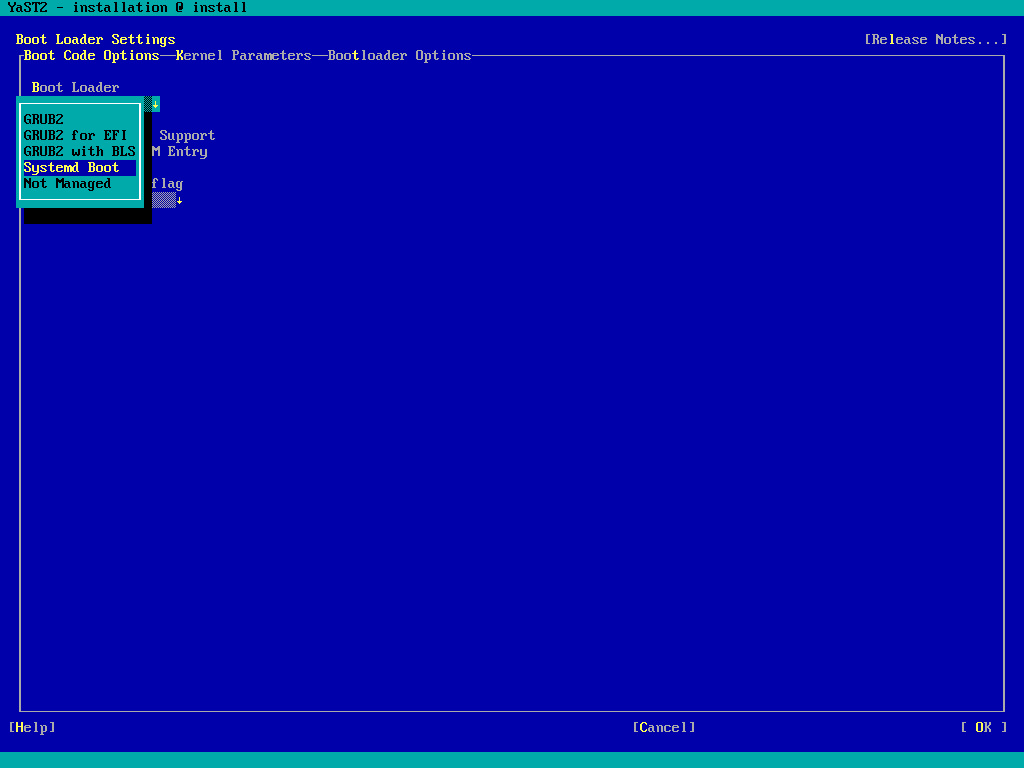 YaST2 - installation @ install
Boot Loader Settings [Release Notes...]
Boot Code Options—Kernel Parameters—Bootloader Options
Boot Loader
↓
GRUB2
GRUB2 for EFI Support
GRUB2 with BLS M Entry
Systemd Boot
Not Managed flag
↓
[Help] [Cancel] [ OK ]